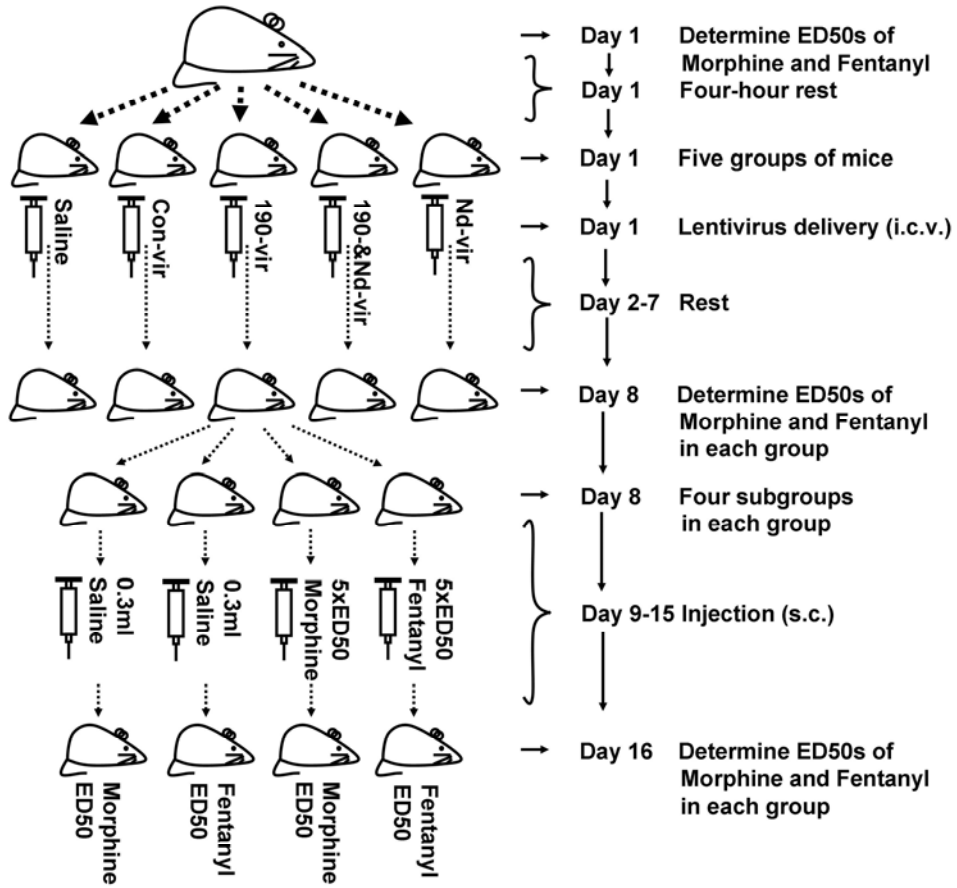 Day 1 Determine ED50s of
Morphine and Fentanyl
Day 1 Four-hour rest
Day 1 Five groups of mice
Saline
Con-vir
190-vir
190-&Nd-vir
Nd-vir
Day 1 Lentivirus delivery (i.c.v.)
Day 2-7 Rest
Day 8 Determine ED50s of
Morphine and Fentanyl
in each group
Day 8 Four subgroups
in each group
0.3ml
Saline
0.3ml
Saline
5xED50
Morphine
5xED50
Fentanyl
Day 9-15 Injection (s.c.)
Day 16 Determine ED50s of
Morphine and Fentanyl
in each group
Morphine
ED50
Fentanyl
ED50
Morphine
ED50
Fentanyl
ED50